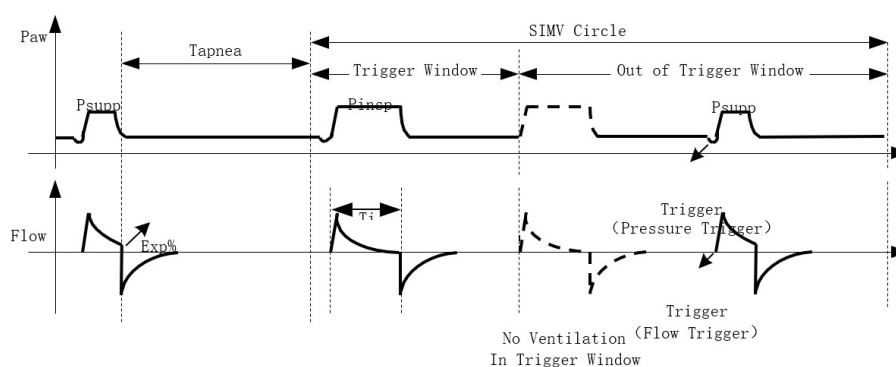 Paw
SIMV Circle
Tapnea
Trigger Window
Out of Trigger Window
Psupp
Pinsp
Psupp
Flow
Exp%
Ti
Trigger
(Pressure Trigger)
Trigger
(Flow Trigger)
No Ventilation
In Trigger Window